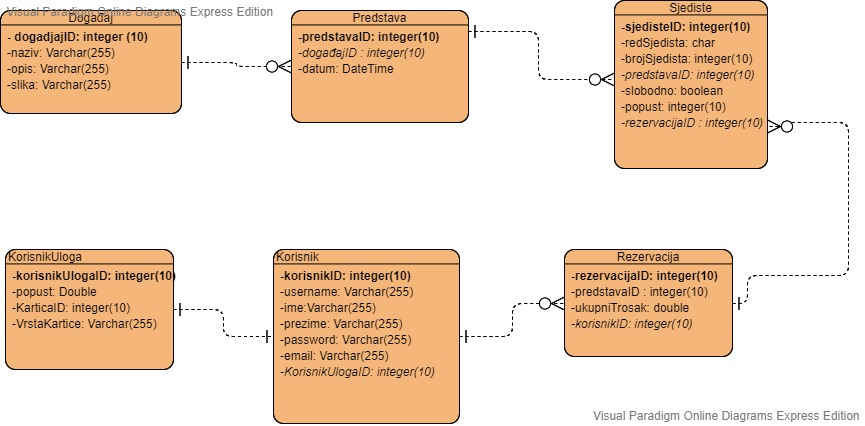 Visual Paradigm Online Diagrams Express Edition
Događaj
- dogadjajID: integer (10)
-naziv: Varchar(255)
-opis: Varchar(255)
-slika: Varchar(255)
Predstava
-predstavaID: integer(10)
-događajID : integer(10)
-datum: DateTime
Sjediste
-sjedisteID: integer(10)
-redSjedista: char
-brojSjedista: integer(10)
-predstavaID: integer(10)
-slobodno: boolean
-popust: integer(10)
-rezervacijaID : integer(10)
KorisnikUloga
-korisnikUlogaID: integer(10)
-popust: Double
-KarticaID: integer(10)
-VrstaKartice: Varchar(255)
Korisnik
-korisnikID: integer(10)
-username: Varchar(255)
-ime:Varchar(255)
-prezime: Varchar(255)
-password: Varchar(255)
-email: Varchar(255)
-KorisnikUlogaID: integer(10)
Rezervacija
-rezervacijaID: integer(10)
-predstavaID : integer(10)
-ukupniTrosak: double
-korisnikID: integer(10)
Visual Paradigm Online Diagrams Express Edition